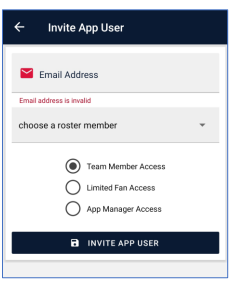 Invite App User
Email Address
Email address is invalid
choose a roster member
Team Member Access
Limited Fan Access
App Manager Access
INVITE APP USER